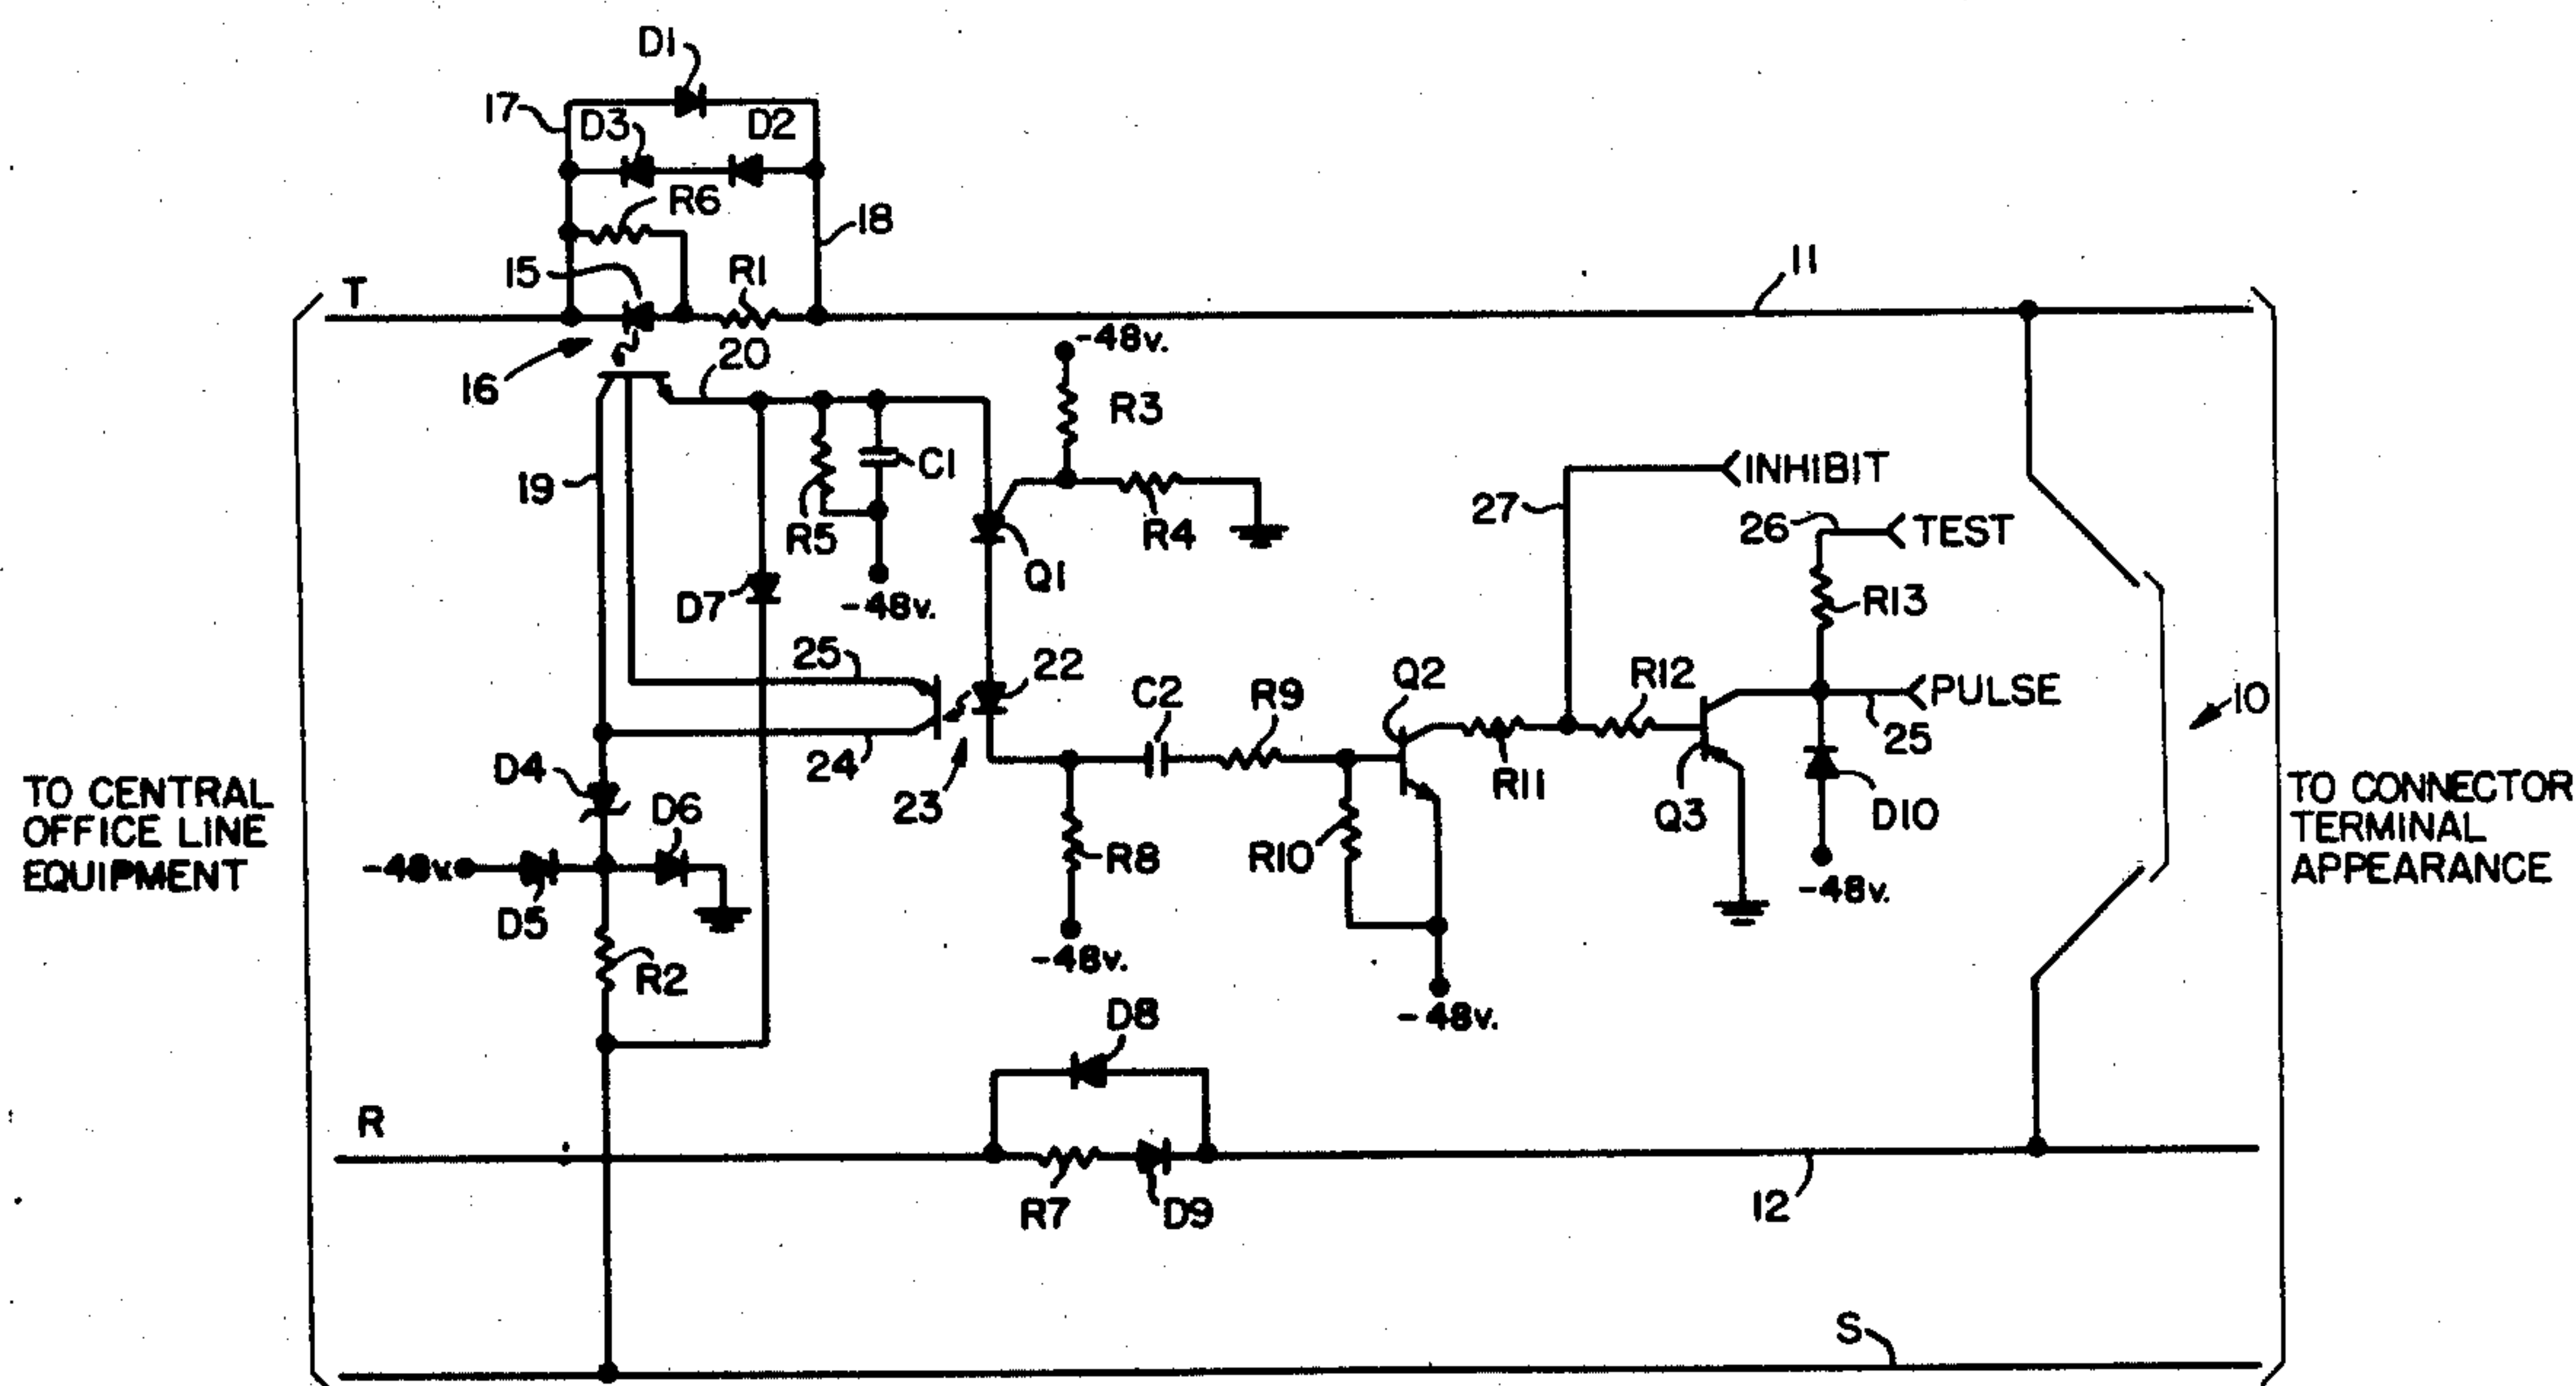 D1
17
D3
D2
R6
18
15
R1
T
11
16
20
-48v.
R3
19
R5
C1
R4
Q1
27
INHIBIT
26
TEST
D7
-48v.
R13
25
22
C2
R9
Q2
R12
PULSE
25
10
24
23
R11
Q3
D10
D4
D6
R8
R10
-48v.
D5
-48v.
R2
-48v.
-48v.
TO CENTRAL
OFFICE LINE
EQUIPMENT
TO CONNECTOR
TERMINAL
APPEARANCE
D8
R
R7
D9
12
S